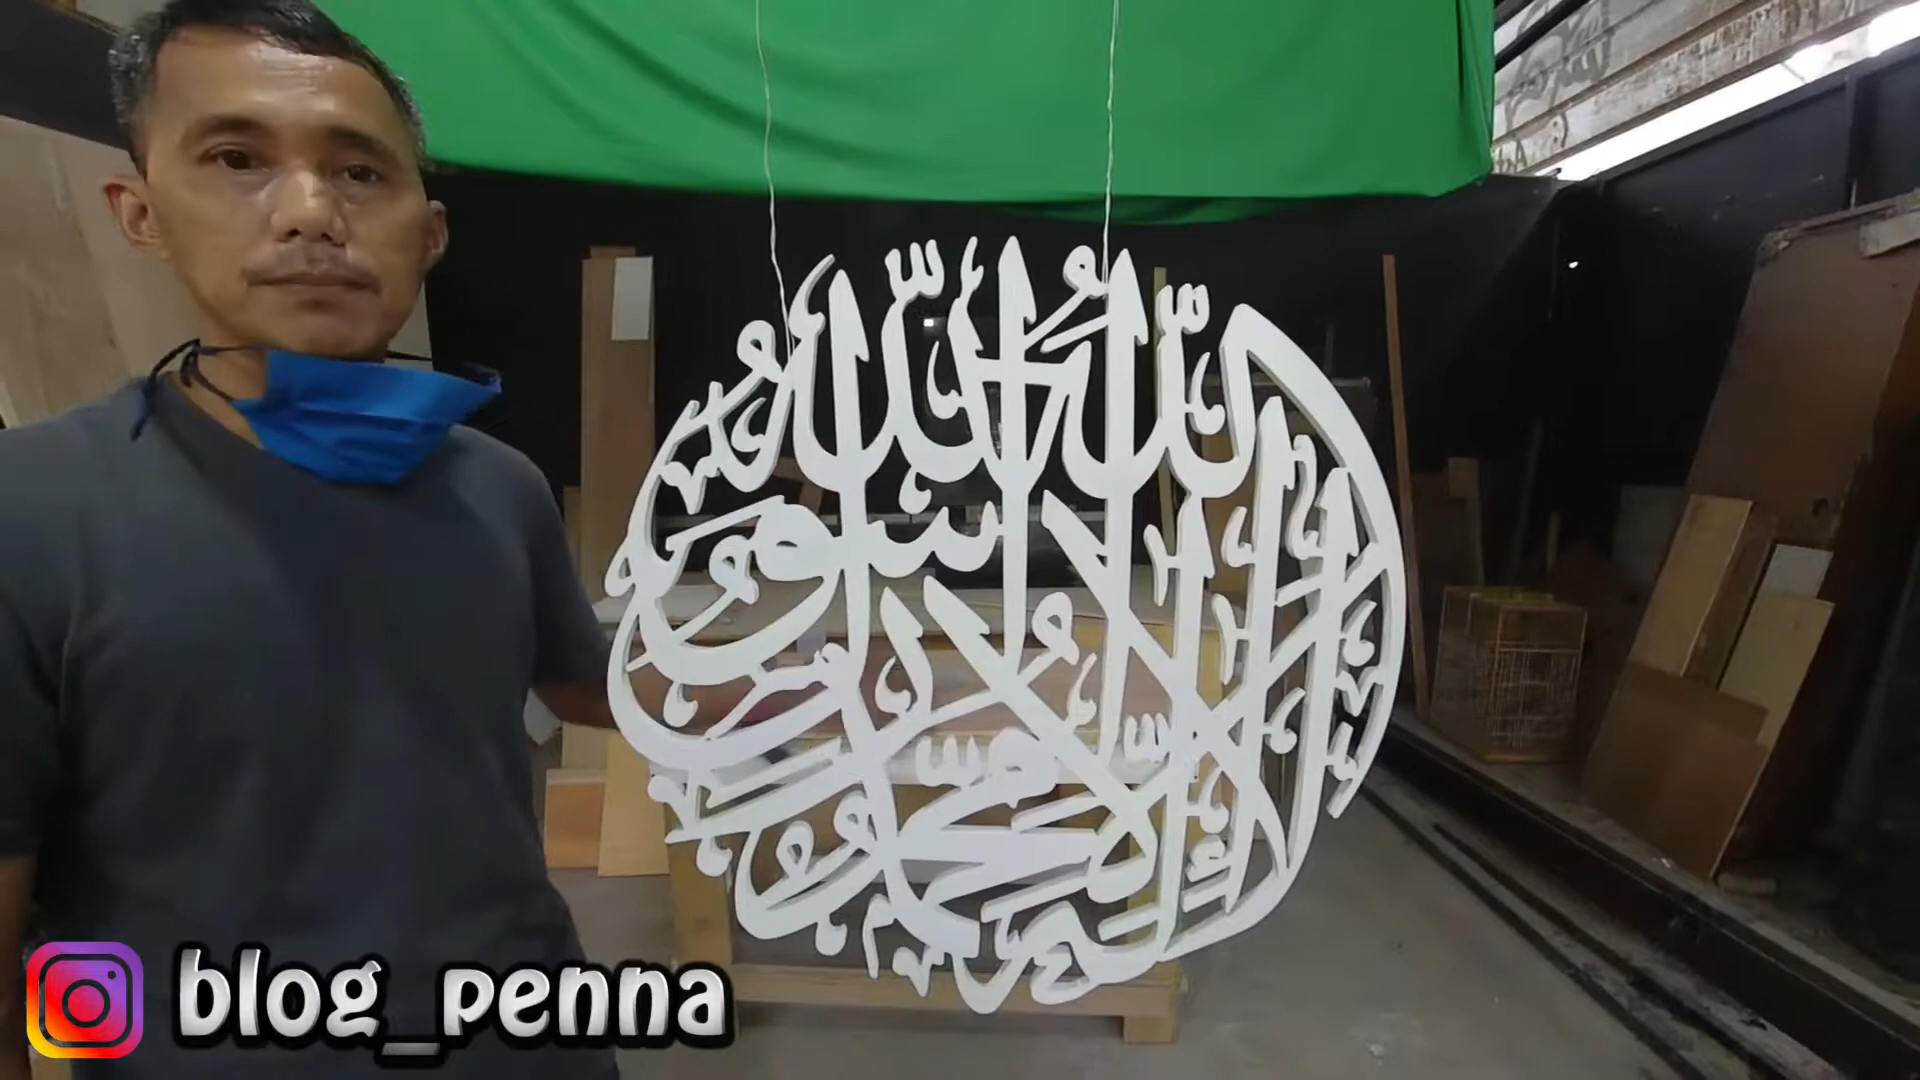 لا إله إلا الله محمد رسول الله
blog_penna